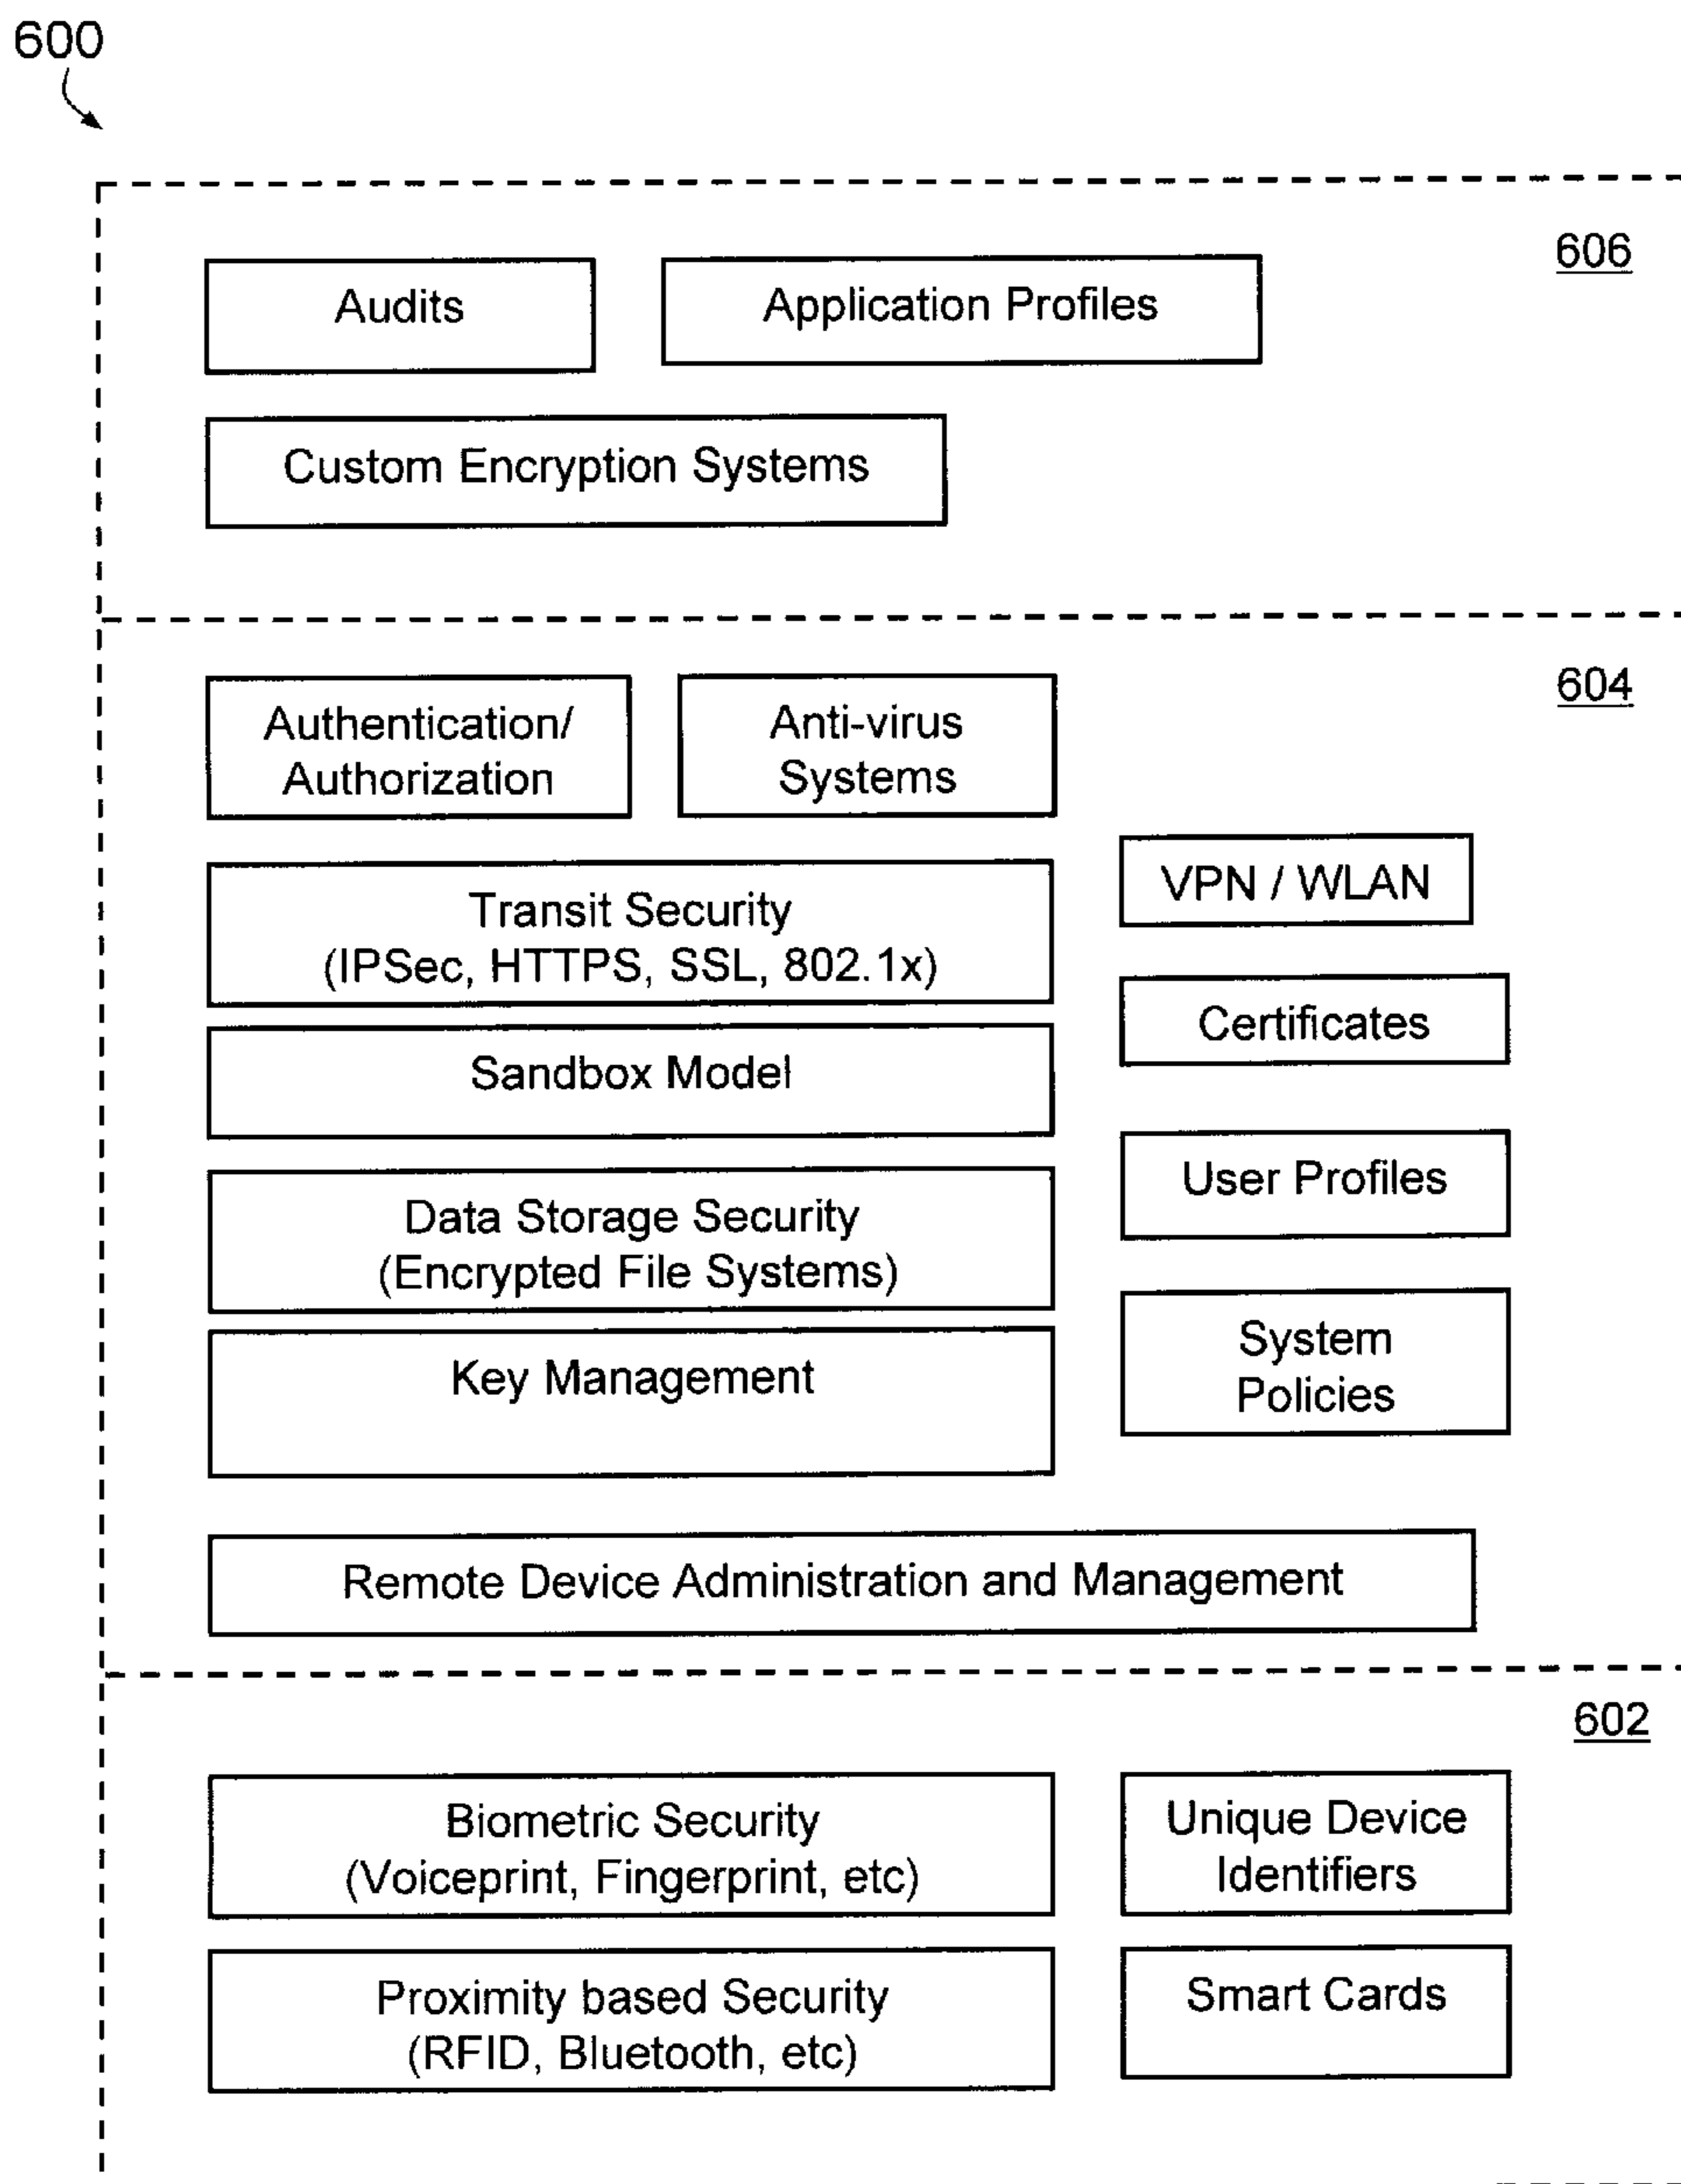 600
606
Audits
Application Profiles
Custom Encryption Systems
604
Authentication/
Authorization
Anti-virus
Systems
VPN / WLAN
Transit Security
(IPSec, HTTPS, SSL, 802.1x)
Certificates
Sandbox Model
User Profiles
Data Storage Security
(Encrypted File Systems)
System
Policies
Key Management
Remote Device Administration and Management
602
Biometric Security
(Voiceprint, Fingerprint, etc)
Unique Device
Identifiers
Proximity based Security
(RFID, Bluetooth, etc)
Smart Cards